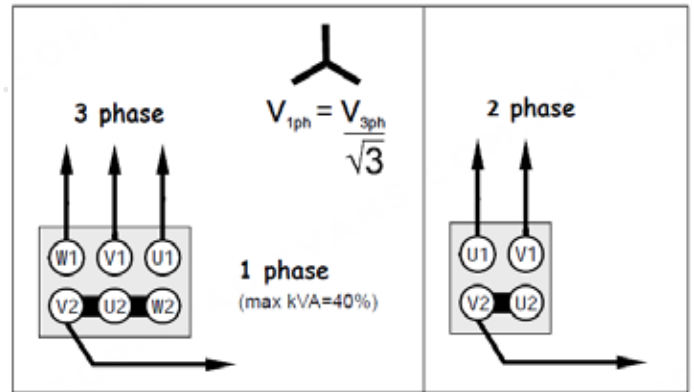 3 phase
V1ph = V3ph
√3
W1 V1 U1
V2 U2 W2
1 phase
(max kVA=40%)
2 phase
U1 V1
V2 U2